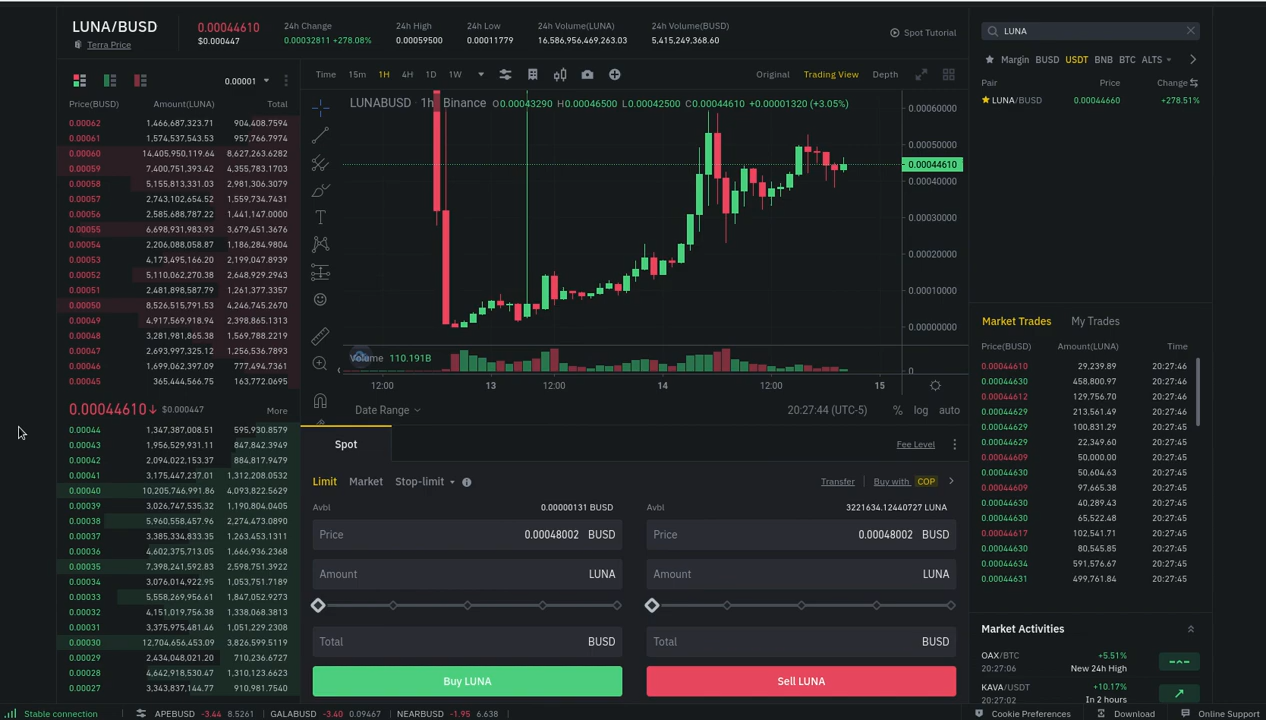 LUNA/BUSD
Terra Price
0.00044610
$0.000447
24h Change
0.00032811 +278.08%
24h High
0.00059500
24h Low
0.00011779
24h Volume(LUNA)
16,586,956,469,263.03
24h Volume(BUSD)
5,415,249,368.60
Spot Tutorial
LUNA
0.00001
Price(BUSD) Amount(LUNA) Total
0.00062 1,466,687,323.71 904,408.7594
0.00061 1,574,537,543.53 957,766.7974
0.00060 14,405,950,119.64 8,627,263.6282
0.00059 7,400,751,393.42 4,355,783.1703
0.00058 5,155,813,331.03 2,981,306.3079
0.00057 2,743,102,654.52 1,559,734.7431
0.00056 2,585,688,787.22 1,441,147.0000
0.00055 6,698,931,983.93 3,679,451.3676
0.00054 2,206,088,058.87 1,186,284.9804
0.00053 4,173,495,166.20 2,199,047.8939
0.00052 5,110,062,270.38 2,648,929.2943
0.00051 2,481,898,587.79 1,261,377.3357
0.00050 8,526,515,791.53 4,246,745.2670
0.00049 4,917,569,918.94 2,398,865.1313
0.00048 3,281,981,865.38 1,569,788.2219
0.00047 2,693,997,325.12 1,256,536.7893
0.00046 1,699,062,397.09 777,494.7361
0.00045 365,444,566.75 163,772.0695
0.00044610↓ $0.000447 More
0.00044 1,347,387,008.51 595,930.8579
0.00043 1,956,529,931.11 847,842.3949
0.00042 2,094,022,153.37 884,817.9479
0.00041 3,175,447,237.01 1,312,208.0532
0.00040 10,205,746,991.86 4,093,822.5629
0.00039 3,026,747,535.32 1,190,804.0405
0.00038 5,960,558,457.96 2,274,473.0890
0.00037 3,385,334,833.35 1,263,453.1311
0.00036 4,602,375,713.05 1,666,936.2368
0.00035 7,398,241,592.83 2,598,751.3922
0.00034 3,076,014,922.95 1,053,751.7189
0.00033 5,558,269,956.61 1,847,052.9273
0.00032 4,151,019,756.38 1,338,068.3813
0.00031 3,375,975,481.46 1,051,229.2308
0.00030 12,704,656,453.09 3,826,599.5119
0.00029 2,434,048,021.20 710,236.6727
0.00028 4,642,918,530.47 1,310,123.6623
0.00027 3,343,837,144.77 910,981.7540
Time 15m 1H 4H 1D 1W
Original Trading View Depth
LUNABUSD · 1h · Binance O0.00043290 H0.00046500 L0.00042500 C0.00044610 +0.00001320 (+3.05%)
0.00060000
0.00050000
0.00044610
0.00040000
0.00030000
0.00020000
0.00010000
0.00000000
Volume 110.191B
0
12:00 13 12:00 14 12:00 15
Date Range
20:27:44 (UTC-5) % log auto
Spot
Fee Level
Limit Market Stop-limit
Transfer Buy with COP
Avbl 0.00000131 BUSD
Price 0.00048002 BUSD
Amount LUNA
Total BUSD
Buy LUNA
Avbl 3221634.12440727 LUNA
Price 0.00048002 BUSD
Amount LUNA
Total BUSD
Sell LUNA
Margin BUSD USDT BNB BTC ALTS
Pair Price Change
LUNA/BUSD 0.00044660 +278.51%
Market Trades My Trades
Price(BUSD) Amount(LUNA) Time
0.00044610 29,239.89 20:27:46
0.00044630 458,800.97 20:27:46
0.00044612 129,756.70 20:27:46
0.00044629 213,561.49 20:27:46
0.00044629 100,831.29 20:27:45
0.00044629 22,349.60 20:27:45
0.00044609 50,000.00 20:27:45
0.00044630 50,604.63 20:27:45
0.00044609 97,665.38 20:27:45
0.00044630 40,289.43 20:27:45
0.00044630 65,522.48 20:27:45
0.00044617 102,541.71 20:27:45
0.00044630 80,545.85 20:27:45
0.00044634 591,576.67 20:27:45
0.00044631 499,761.84 20:27:45
Market Activities
OAX/BTC +5.51%
20:27:06 New 24h High
KAVA/USDT +10.17%
20:27:02 In 2 hours
Stable connection
APEBUSD -3.44 8.5261
GALABUSD -3.40 0.09467
NEARBUSD -1.95 6.638
Cookie Preferences Download Online Support